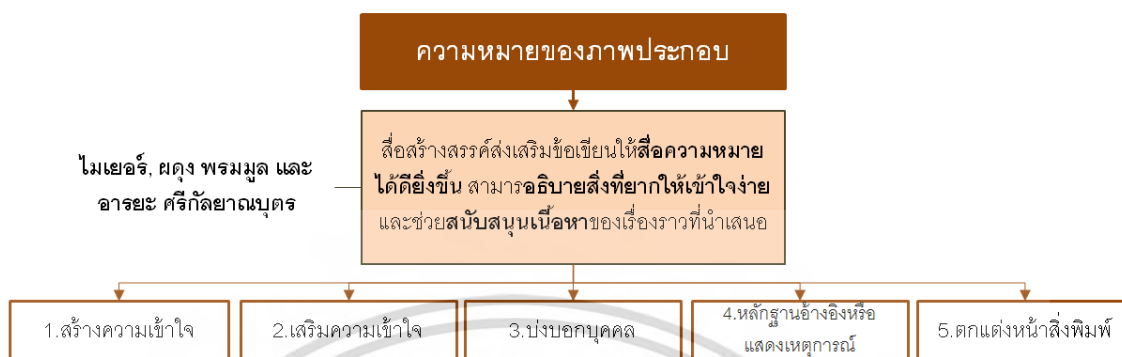 ความหมายของภาพประกอบ
สื่อสร้างสรรค์ส่งเสริมข้อเขียนให้สื่อความหมาย
ได้ดียิ่งขึ้น สามารอธิบายสิ่งที่ยากให้เข้าใจง่าย
และช่วยสนับสนุนเนื้อหาของเรื่องราวที่นำเสนอ
ไมเยอร์, ผดุง พรมมูล และ
อารยะ ศรีกัลยาณบุตร
1.สร้างความเข้าใจ
2.เสริมความเข้าใจ
3.บ่งบอกบุคคล
4.หลักฐานอ้างอิงหรือ
แสดงเหตุการณ์
5.ตกแต่งหน้าสิ่งพิมพ์